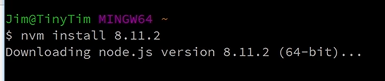 Jim@TinyTim MINGW64 ~
$ nvm install 8.11.2
Downloading node.js version 8.11.2 (64-bit)...